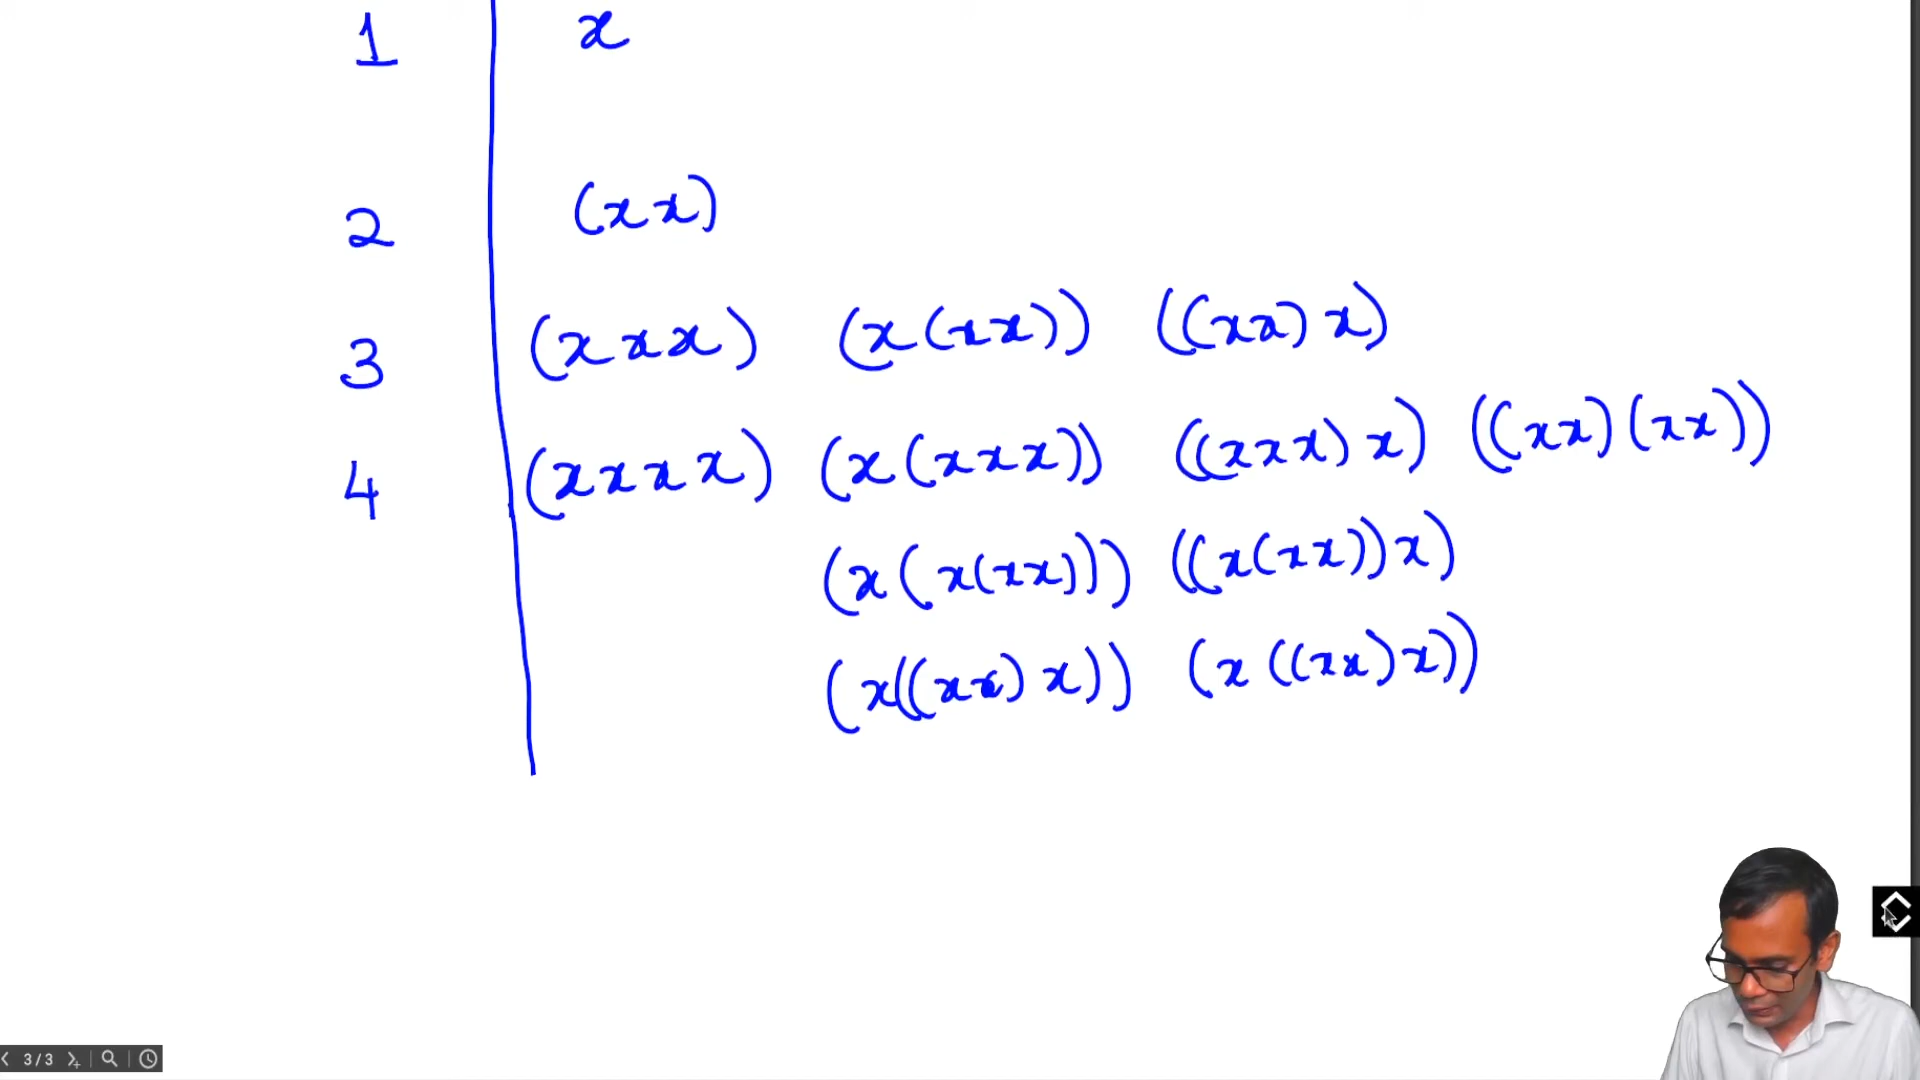 1 x
2 (xx)
3 (xxx) (x(xx)) ((xx)x)
4 (xxxx) (x(xxx)) ((xxx)x) ((xx)(xx))
(x(x(xx))) ((x(xx))x)
(x((xx)x)) (x((xx)x))
3/3